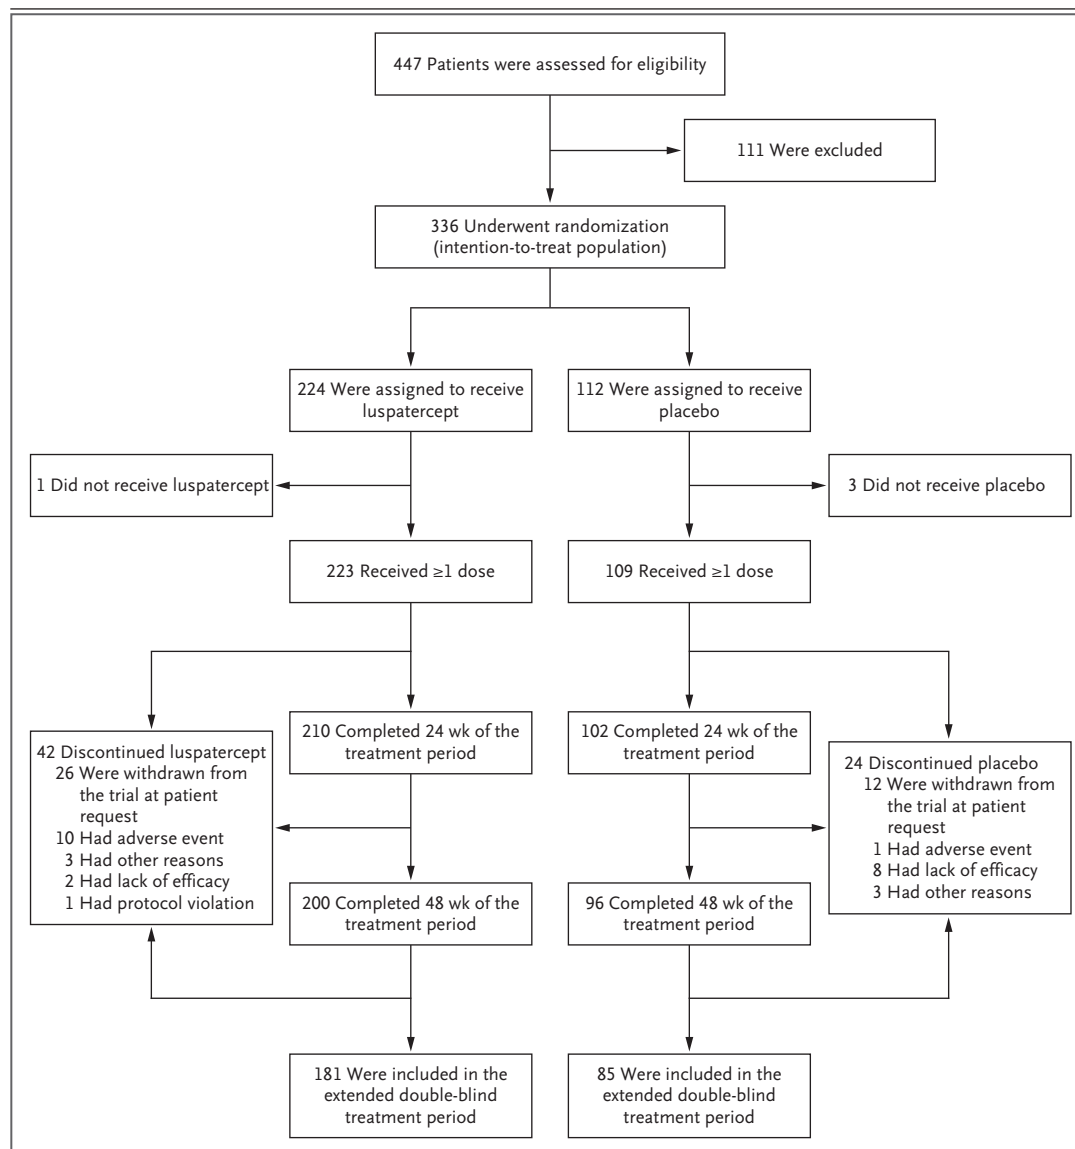 447 Patients were assessed for eligibility
111 Were excluded
336 Underwent randomization
(intention-to-treat population)
224 Were assigned to receive
luspatercept
112 Were assigned to receive
placebo
1 Did not receive luspatercept
3 Did not receive placebo
223 Received ≥1 dose
109 Received ≥1 dose
210 Completed 24 wk of the
treatment period
102 Completed 24 wk of the
treatment period
42 Discontinued luspatercept
26 Were withdrawn from
the trial at patient
request
10 Had adverse event
3 Had other reasons
2 Had lack of efficacy
1 Had protocol violation
24 Discontinued placebo
12 Were withdrawn from
the trial at patient
request
1 Had adverse event
8 Had lack of efficacy
3 Had other reasons
200 Completed 48 wk of the
treatment period
96 Completed 48 wk of the
treatment period
181 Were included in the
extended double-blind
treatment period
85 Were included in the
extended double-blind
treatment period